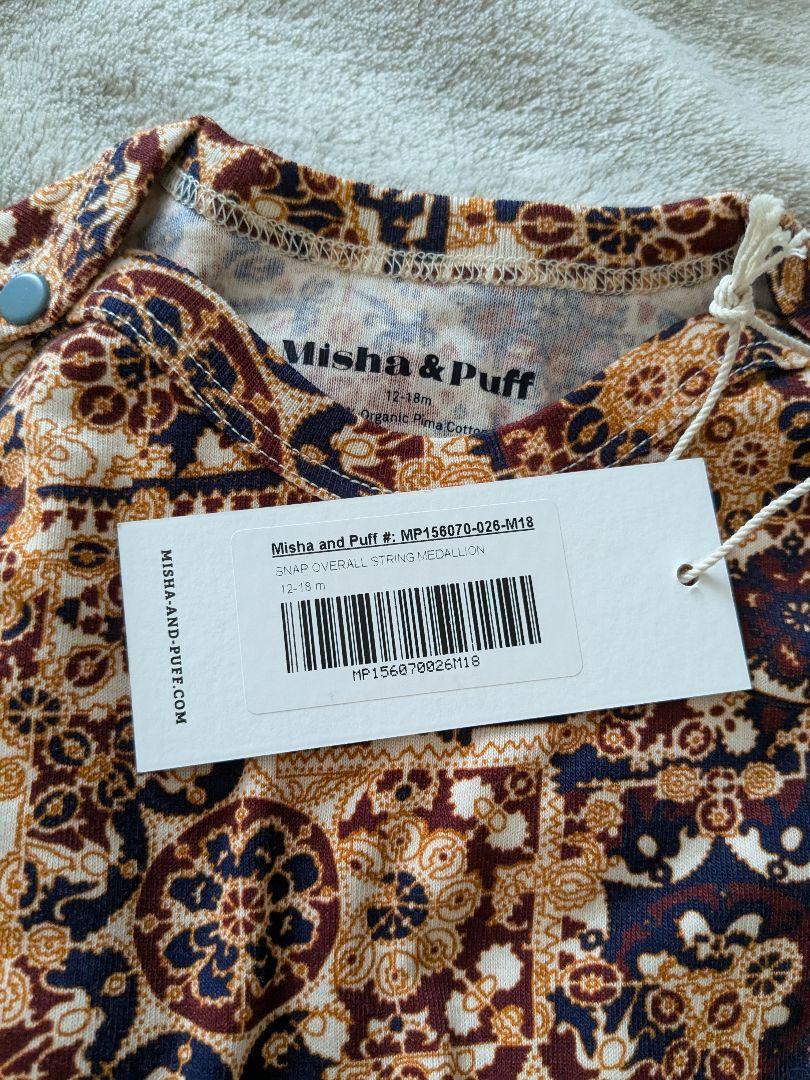 Misha & Puff
12-18m
Organic Pima Cotton
Misha and Puff #: MP156070-026-M18
SNAP OVERALL STRING MEDALLION
12-18 m
MP156070026M18
MISHA-AND-PUFF.COM